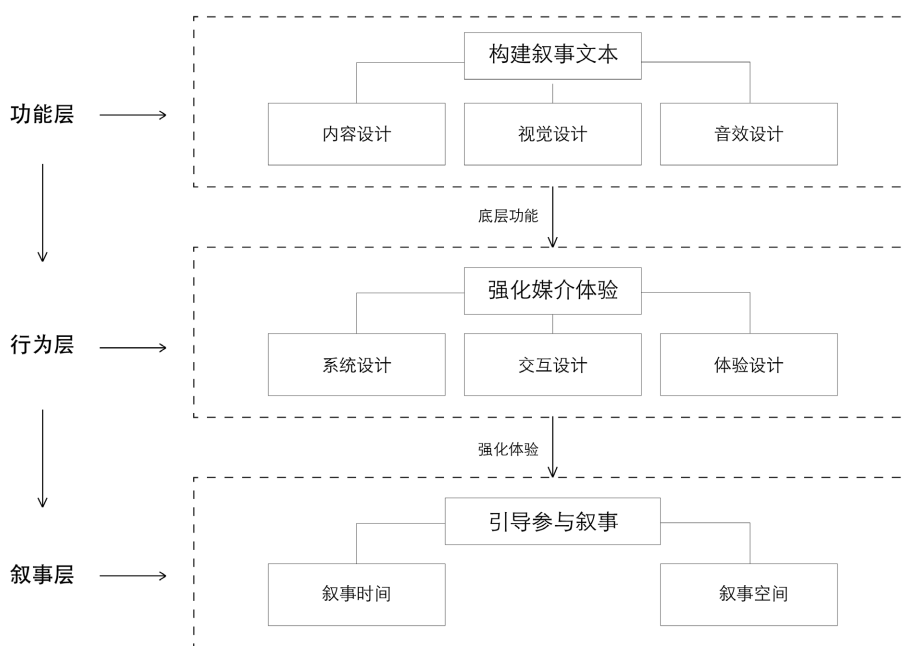 构建叙事文本
功能层
内容设计
视觉设计
音效设计
底层功能
强化媒介体验
行为层
系统设计
交互设计
体验设计
强化体验
引导参与叙事
叙事层
叙事时间
叙事空间